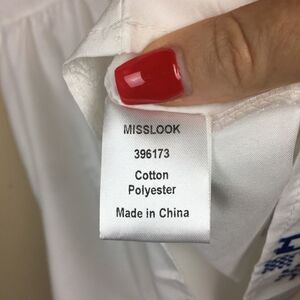 MISSLOOK
396173
Cotton
Polyester
Made in China